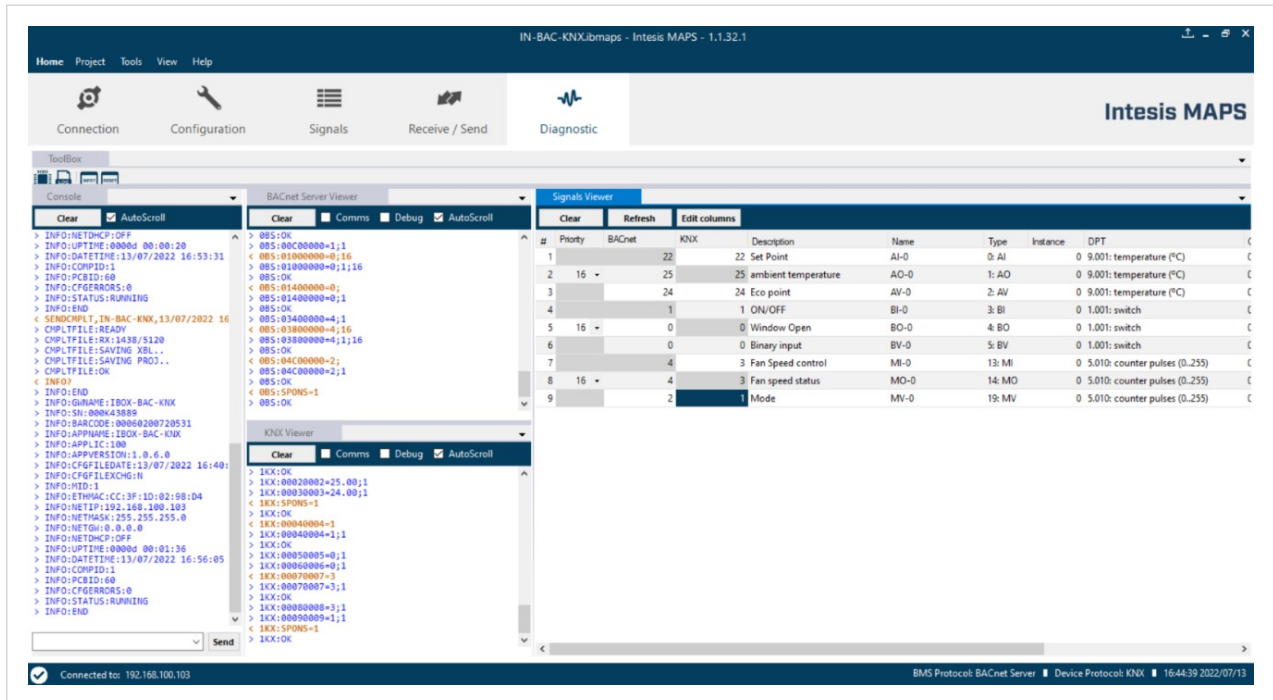 IN-BAC-KNX.ibmaps - Intesis MAPS - 1.1.32.1
Home Project Tools View Help
Connection Configuration Signals Receive / Send Diagnostic
Intesis MAPS
ToolBox
Console
Clear AutoScroll
> INFO:NETDHCP:OFF
> INFO:UPTIME:0000d 00:00:20
> INFO:DATETIME:13/07/2022 16:53:31
> INFO:COMPID:1
> INFO:PCBID:60
> INFO:CFGERRORS:0
> INFO:STATUS:RUNNING
> INFO:END
< SENDCMPLT,IN-BAC-KNX,13/07/2022 16
> CMPLTFILE:READY
> CMPLTFILE:RX:1438/5120
> CMPLTFILE:SAVING XBL..
> CMPLTFILE:SAVING PROJ..
> CMPLTFILE:OK
< INFO?
> INFO:END
> INFO:GWNAME:IBOX-BAC-KNX
> INFO:SN:000K43889
> INFO:BARCODE:00060200720531
> INFO:APPNAME:IBOX-BAC-KNX
> INFO:APPLIC:100
> INFO:APPVERSION:1.0.6.0
> INFO:CFGFILEDATE:13/07/2022 16:40:
> INFO:CFGFILEXCHG:N
> INFO:MID:1
> INFO:ETHMAC:CC:3F:1D:02:98:D4
> INFO:NETIP:192.168.100.103
> INFO:NETMASK:255.255.255.0
> INFO:NETGW:0.0.0.0
> INFO:NETDHCP:OFF
> INFO:UPTIME:0000d 00:01:36
> INFO:DATETIME:13/07/2022 16:56:05
> INFO:COMPID:1
> INFO:PCBID:60
> INFO:CFGERRORS:0
> INFO:STATUS:RUNNING
> INFO:END
Send
BACnet Server Viewer
Clear Comms Debug AutoScroll
> 0BS:OK
> 0BS:00C00000=1;1
< 0BS:01000000=0;16
> 0BS:01000000=0;1;16
> 0BS:OK
< 0BS:01400000=0;
> 0BS:01400000=0;1
> 0BS:OK
> 0BS:03400000=4;1
< 0BS:03800000=4;16
> 0BS:03800000=4;1;16
> 0BS:OK
< 0BS:04C00000=2;
> 0BS:04C00000=2;1
> 0BS:OK
< 0BS:SPONS=1
> 0BS:OK
KNX Viewer
Clear Comms Debug AutoScroll
> 1KX:OK
> 1KX:00020002=25.00;1
> 1KX:00030003=24.00;1
< 1KX:SPONS=1
> 1KX:OK
< 1KX:00040004=1
> 1KX:00040004=1;1
> 1KX:OK
> 1KX:00050005=0;1
> 1KX:00060006=0;1
< 1KX:00070007=3
> 1KX:00070007=3;1
> 1KX:OK
> 1KX:00080008=3;1
> 1KX:00090009=1;1
< 1KX:SPONS=1
> 1KX:OK
Signals Viewer
Clear Refresh Edit columns
# Priority BACnet KNX Description Name Type Instance DPT
1 22 22 Set Point AI-0 0: AI 0 9.001: temperature (ºC)
2 16 25 25 ambient temperature AO-0 1: AO 0 9.001: temperature (ºC)
3 24 24 Eco point AV-0 2: AV 0 9.001: temperature (ºC)
4 1 1 ON/OFF BI-0 3: BI 0 1.001: switch
5 16 0 0 Window Open BO-0 4: BO 0 1.001: switch
6 0 0 Binary input BV-0 5: BV 0 1.001: switch
7 4 3 Fan Speed control MI-0 13: MI 0 5.010: counter pulses (0..255)
8 16 4 3 Fan speed status MO-0 14: MO 0 5.010: counter pulses (0..255)
9 2 1 Mode MV-0 19: MV 0 5.010: counter pulses (0..255)
Connected to: 192.168.100.103
BMS Protocol: BACnet Server Device Protocol: KNX 16:44:39 2022/07/13